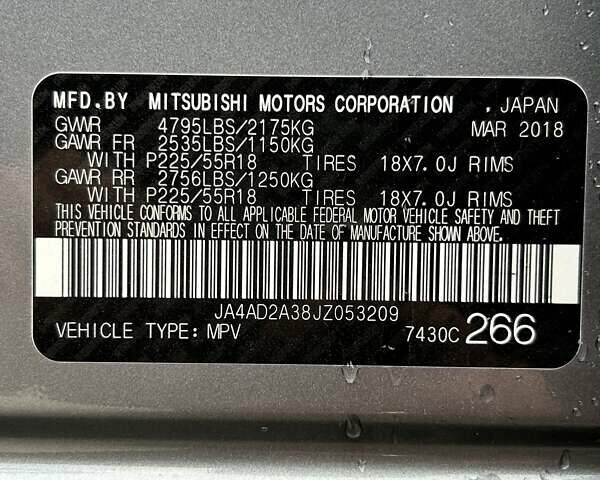 MFD.BY MITSUBISHI MOTORS CORPORATION , JAPAN
GVWR 4795LBS/2175KG MAR 2018
GAWR FR 2535LBS/1150KG
WITH P225/55R18 TIRES 18X7.0J RIMS
GAWR RR 2756LBS/1250KG
WITH P225/55R18 TIRES 18X7.0J RIMS
THIS VEHICLE CONFORMS TO ALL APPLICABLE FEDERAL MOTOR VEHICLE SAFETY AND THEFT
PREVENTION STANDARDS IN EFFECT ON THE DATE OF MANUFACTURE SHOWN ABOVE.
JA4AD2A38JZ053209
VEHICLE TYPE: MPV 7430C 266